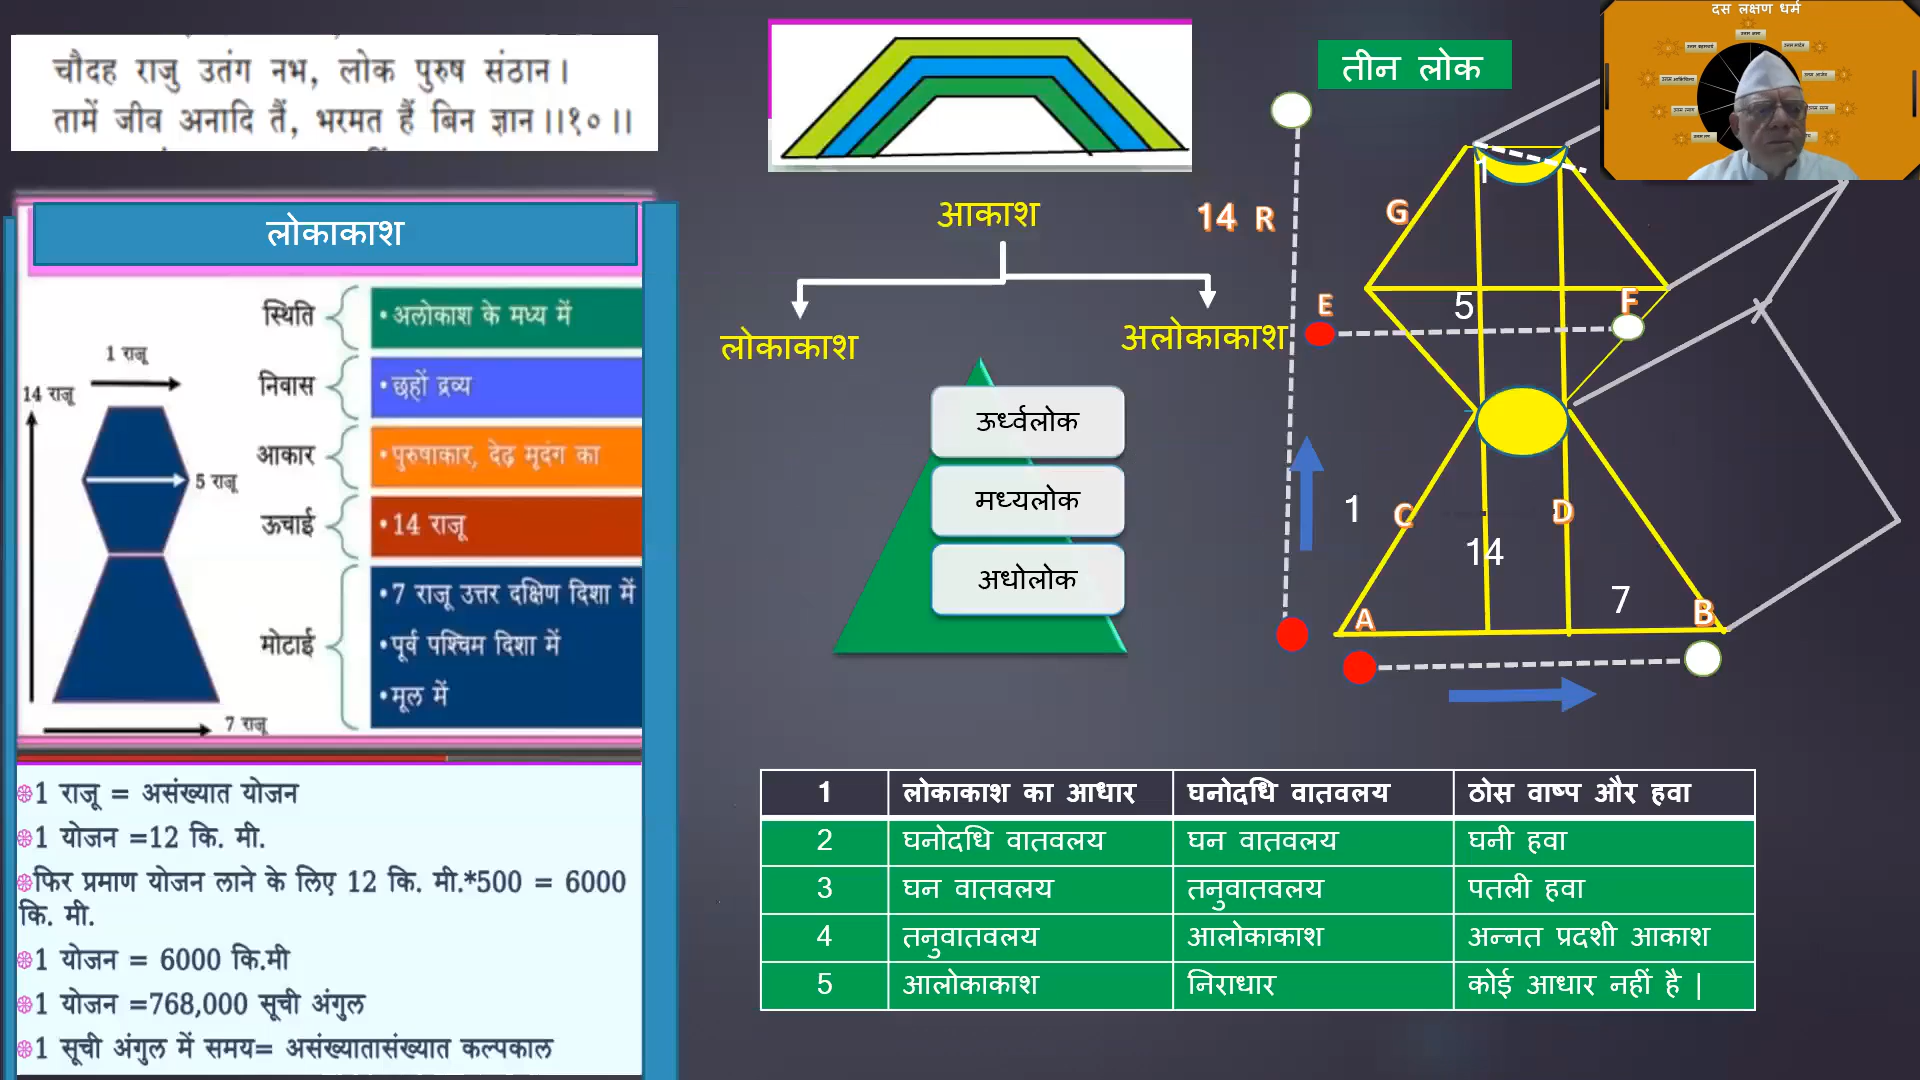 चौदह राजु उतंग नभ, लोक पुरुष संठान।
तामें जीव अनादि तैं, भरमत हैं बिन ज्ञान।।१०।।
लोकाकाश
स्थिति
• अलोकाश के मध्य में
1 राजू
14 राजू
निवास
• छहों द्रव्य
आकार
• पुरुषाकार, देढ़ मृदंग का
5 राजू
ऊचाई
• 14 राजू
मोटाई
• 7 राजू उत्तर दक्षिण दिशा में
• पूर्व पश्चिम दिशा में
• मूल में
7 राजू
1 राजू = असंख्यात योजन
1 योजन =12 कि. मी.
फिर प्रमाण योजन लाने के लिए 12 कि. मी.*500 = 6000
कि. मी.
1 योजन = 6000 कि.मी
1 योजन =768,000 सूची अंगुल
1 सूची अंगुल में समय= असंख्यातासंख्यात कल्पकाल
आकाश
लोकाकाश
अलोकाकाश
ऊर्ध्वलोक
मध्यलोक
अधोलोक
तीन लोक
14 R
1
G
E
5
F
1
C
D
14
7
A
B
1 लोकाकाश का आधार घनोदधि वातवलय ठोस वाष्प और हवा
2 घनोदधि वातवलय घन वातवलय घनी हवा
3 घन वातवलय तनुवातवलय पतली हवा
4 तनुवातवलय आलोकाकाश अन्नत प्रदशी आकाश
5 आलोकाकाश निराधार कोई आधार नहीं है |
दस लक्षण धर्म